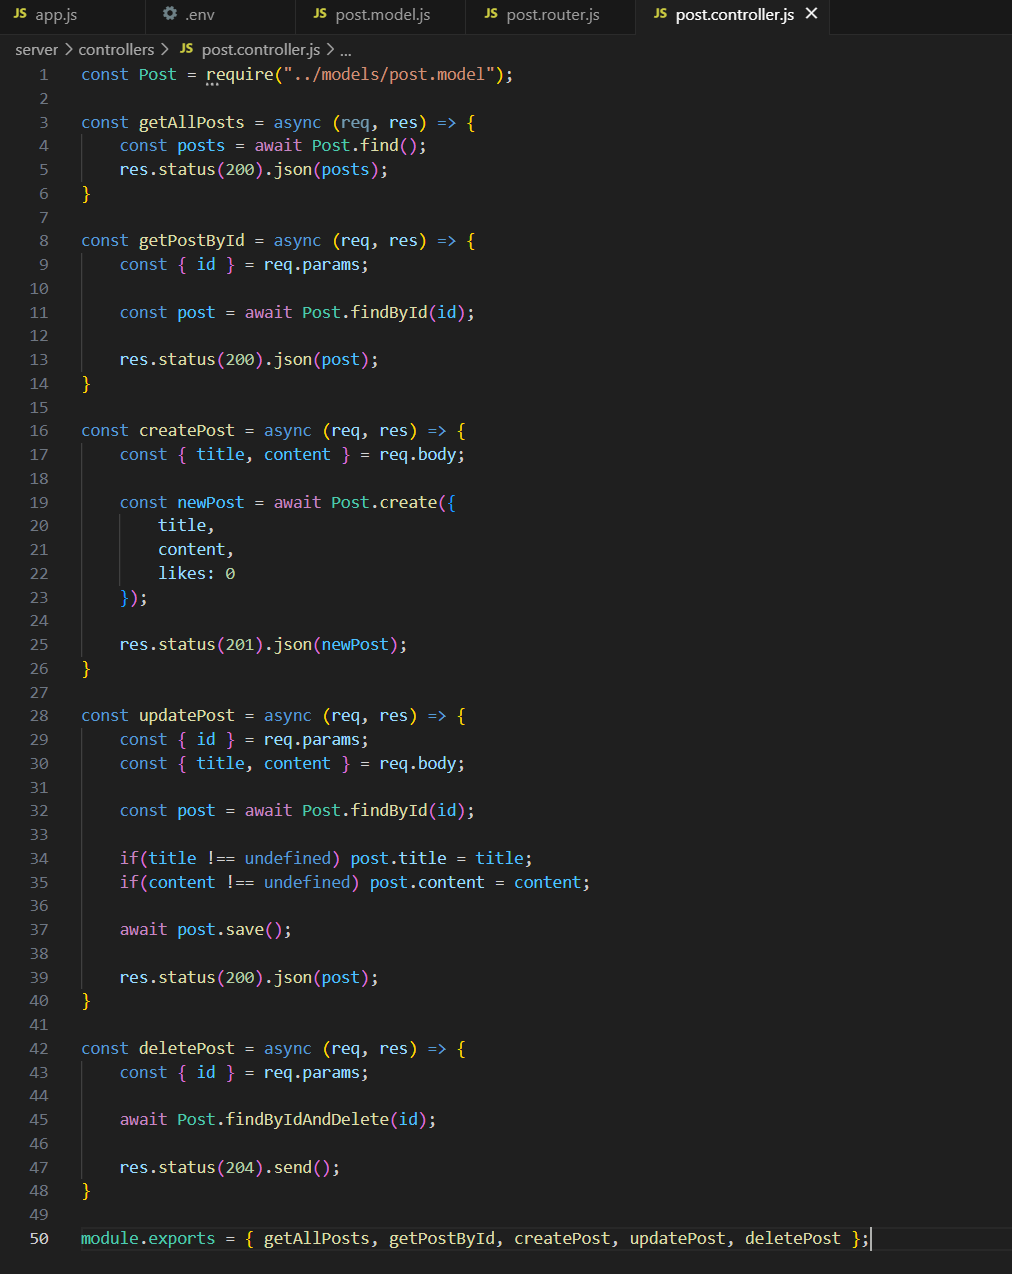 JS app.js .env JS post.model.js JS post.router.js JS post.controller.js ✕
server > controllers > JS post.controller.js > ...
1 const Post = require("../models/post.model");
2
3 const getAllPosts = async (req, res) => {
4     const posts = await Post.find();
5     res.status(200).json(posts);
6 }
7
8 const getPostById = async (req, res) => {
9     const { id } = req.params;
10
11     const post = await Post.findById(id);
12
13     res.status(200).json(post);
14 }
15
16 const createPost = async (req, res) => {
17     const { title, content } = req.body;
18
19     const newPost = await Post.create({
20         title,
21         content,
22         likes: 0
23     });
24
25     res.status(201).json(newPost);
26 }
27
28 const updatePost = async (req, res) => {
29     const { id } = req.params;
30     const { title, content } = req.body;
31
32     const post = await Post.findById(id);
33
34     if(title !== undefined) post.title = title;
35     if(content !== undefined) post.content = content;
36
37     await post.save();
38
39     res.status(200).json(post);
40 }
41
42 const deletePost = async (req, res) => {
43     const { id } = req.params;
44
45     await Post.findByIdAndDelete(id);
46
47     res.status(204).send();
48 }
49
50 module.exports = { getAllPosts, getPostById, createPost, updatePost, deletePost };